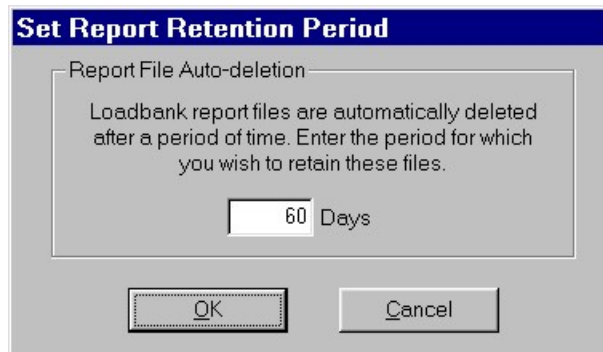 Set Report Retention Period
Report File Auto-deletion
Loadbank report files are automatically deleted
after a period of time. Enter the period for which
you wish to retain these files.
60 Days
OK
Cancel